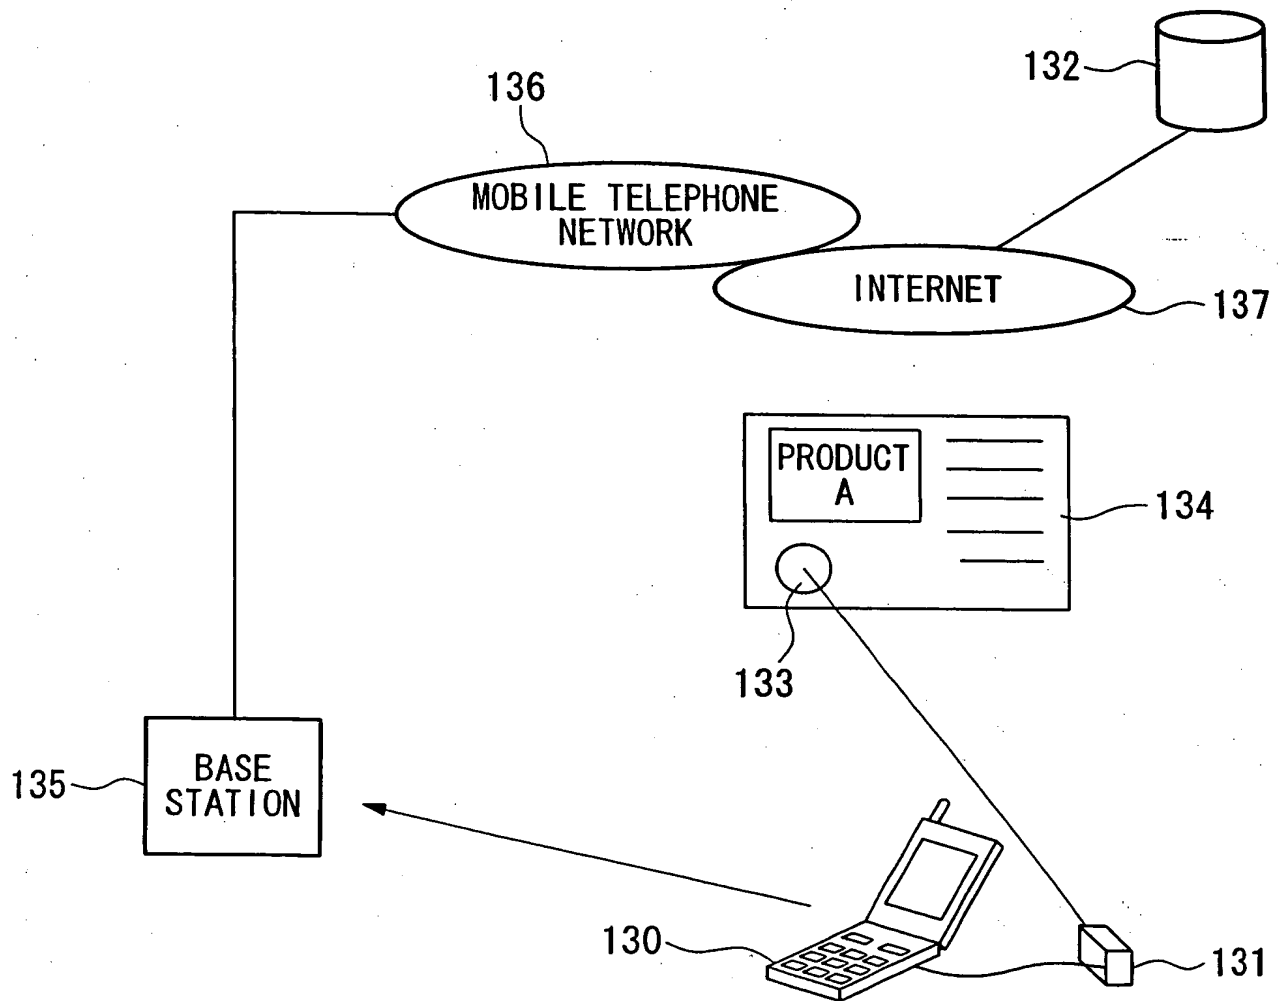 132
136
MOBILE TELEPHONE
NETWORK
INTERNET
137
PRODUCT
A
134
133
135
BASE
STATION
130
131